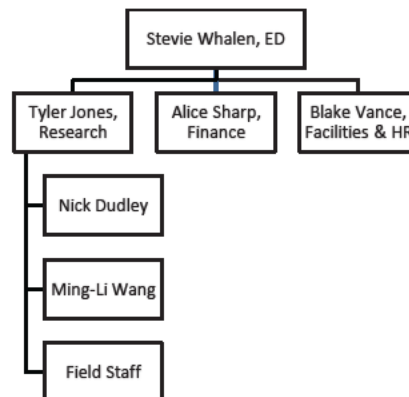 Stevie Whalen, ED
Tyler Jones,
Research
Alice Sharp,
Finance
Blake Vance,
Facilities & HR
Nick Dudley
Ming-Li Wang
Field Staff